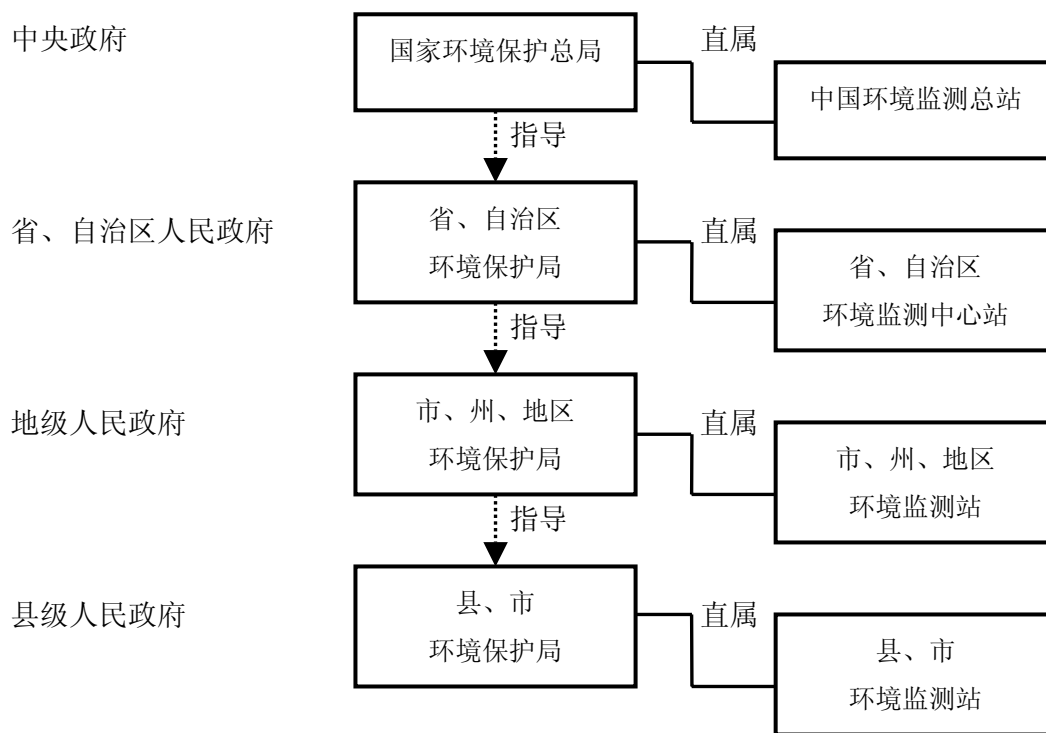 中央政府
国家环境保护总局
直属
中国环境监测总站
指导
省、自治区人民政府
省、自治区
环境保护局
直属
省、自治区
环境监测中心站
指导
地级人民政府
市、州、地区
环境保护局
直属
市、州、地区
环境监测站
指导
县级人民政府
县、市
环境保护局
直属
县、市
环境监测站